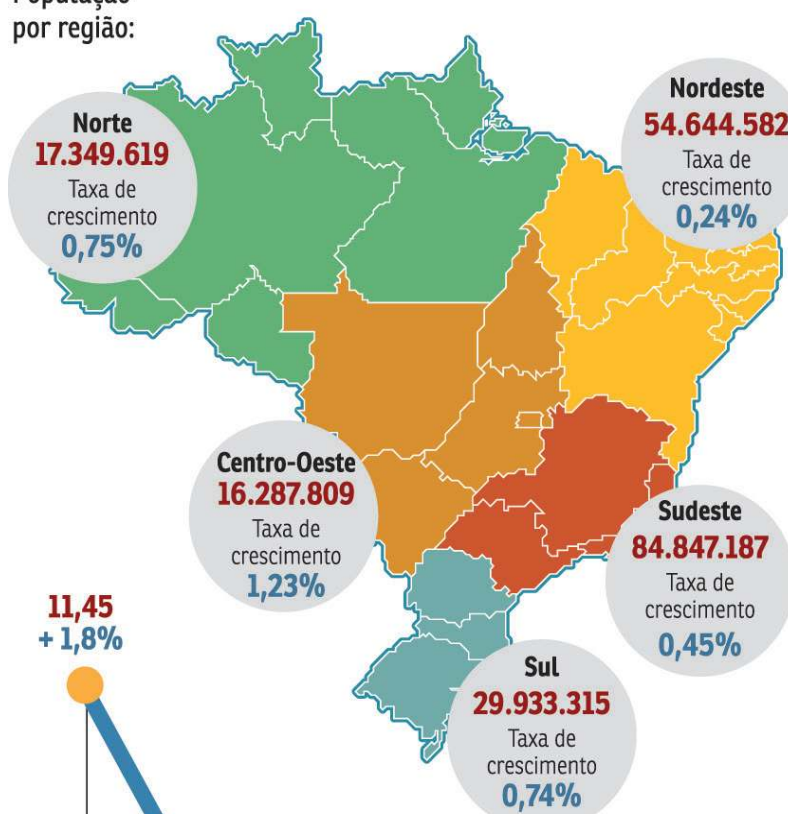 População
por região:
Norte
17.349.619
Taxa de
crescimento
0,75%
Nordeste
54.644.582
Taxa de
crescimento
0,24%
Centro-Oeste
16.287.809
Taxa de
crescimento
1,23%
Sudeste
84.847.187
Taxa de
crescimento
0,45%
Sul
29.933.315
Taxa de
crescimento
0,74%
11,45
+ 1,8%